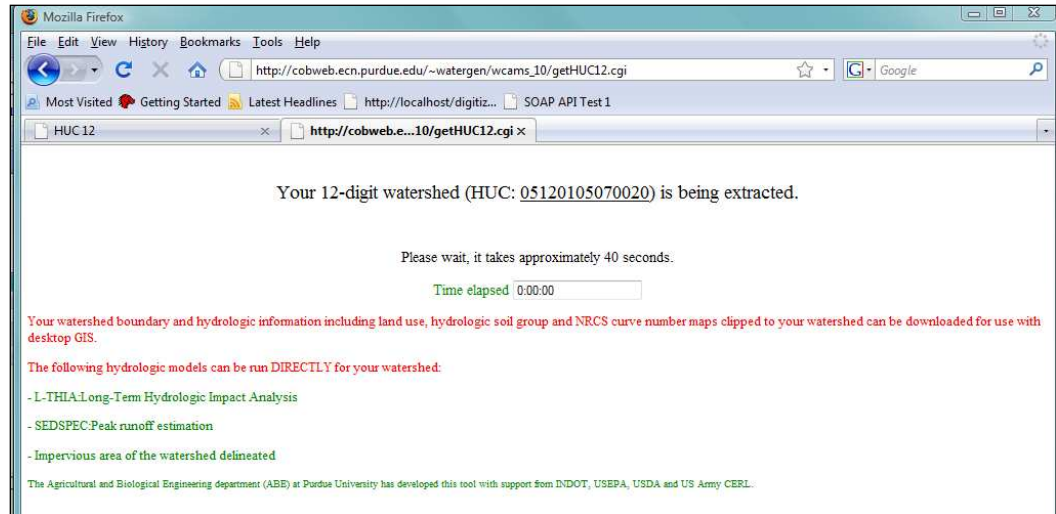 Mozilla Firefox
File Edit View History Bookmarks Tools Help
http://cobweb.ecn.purdue.edu/~watergen/wcams_10/getHUC12.cgi
G Google
Most Visited Getting Started Latest Headlines http://localhost/digitiz... SOAP API Test 1
HUC 12
http://cobweb.e...10/getHUC12.cgi
Your 12-digit watershed (HUC: 05120105070020) is being extracted.
Please wait, it takes approximately 40 seconds.
Time elapsed 0:00:00
Your watershed boundary and hydrologic information including land use, hydrologic soil group and NRCS curve number maps clipped to your watershed can be downloaded for use with
desktop GIS.
The following hydrologic models can be run DIRECTLY for your watershed:
- L-THIA:Long-Term Hydrologic Impact Analysis
- SEDSPEC:Peak runoff estimation
- Impervious area of the watershed delineated
The Agricultural and Biological Engineering department (ABE) at Purdue University has developed this tool with support from INDOT, USEPA, USDA and US Army CERL.